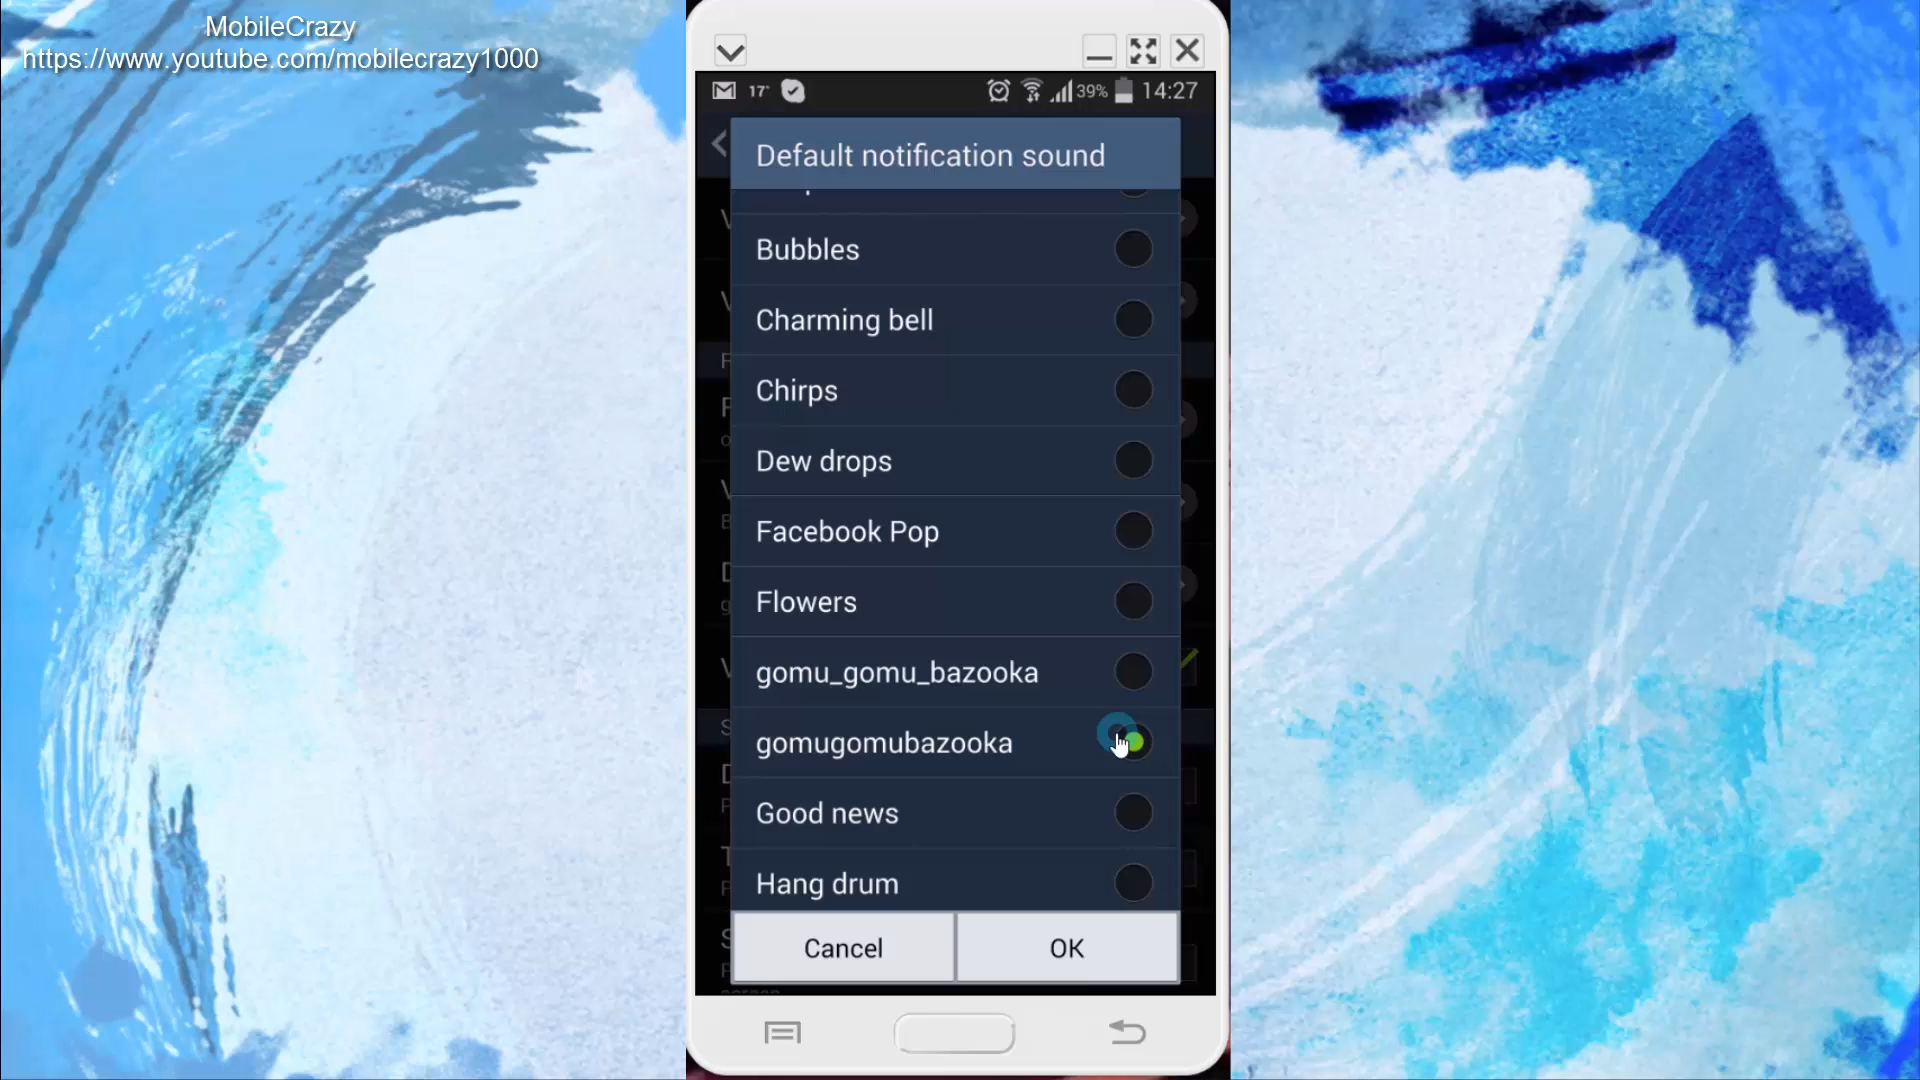 MobileCrazy
https://www.youtube.com/mobilecrazy1000
17°
39%
14:27
Default notification sound
Bubbles
Charming bell
Chirps
Dew drops
Facebook Pop
Flowers
gomu_gomu_bazooka
gomugomubazooka
Good news
Hang drum
Cancel
OK